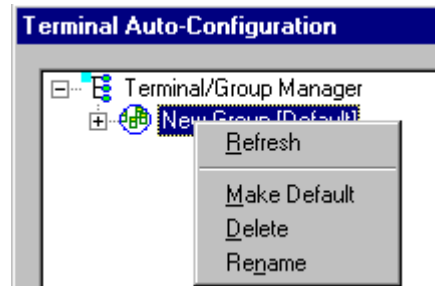 Terminal Auto-Configuration
Terminal/Group Manager
New Group [Default]
Refresh
Make Default
Delete
Rename